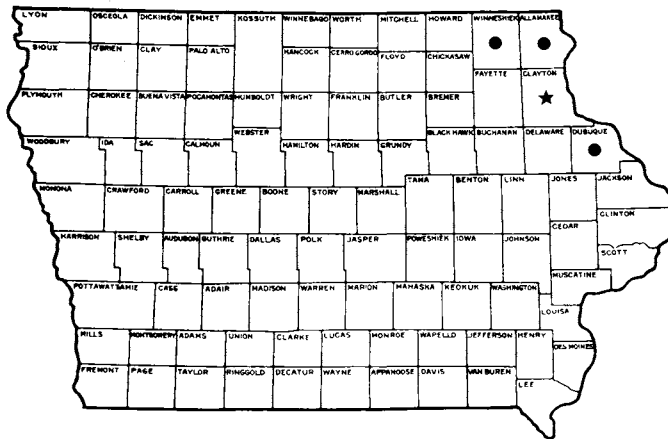 LYON OSCEOLA DICKINSON EMMET KOSSUTH WINNEBAGO WORTH MITCHELL HOWARD WINNESHIEK ALLAMAKEE
SIOUX O'BRIEN CLAY PALO ALTO HANCOCK CERRO GORDO FLOYD CHICKASAW
FAYETTE CLAYTON
PLYMOUTH CHEROKEE BUENA VISTA POCAHONTAS HUMBOLDT WRIGHT FRANKLIN BUTLER BREMER
WOODBURY IDA SAC CALHOUN WEBSTER HAMILTON HARDIN GRUNDY BLACK HAWK BUCHANAN DELAWARE DUBUQUE
MONONA CRAWFORD CARROLL GREENE BOONE STORY MARSHALL TAMA BENTON LINN JONES JACKSON
CLINTON
CEDAR
HARRISON SHELBY AUDUBON GUTHRIE DALLAS POLK JASPER POWESHIEK IOWA JOHNSON SCOTT
MUSCATINE
POTTAWATTAMIE CASS ADAIR MADISON WARREN MARION MAHASKA KEOKUK WASHINGTON
LOUISA
MILLS MONTGOMERY ADAMS UNION CLARKE LUCAS MONROE WAPELLO JEFFERSON HENRY
DES MOINES
FREMONT PAGE TAYLOR RINGGOLD DECATUR WAYNE APPANOOSE DAVIS VAN BUREN
LEE